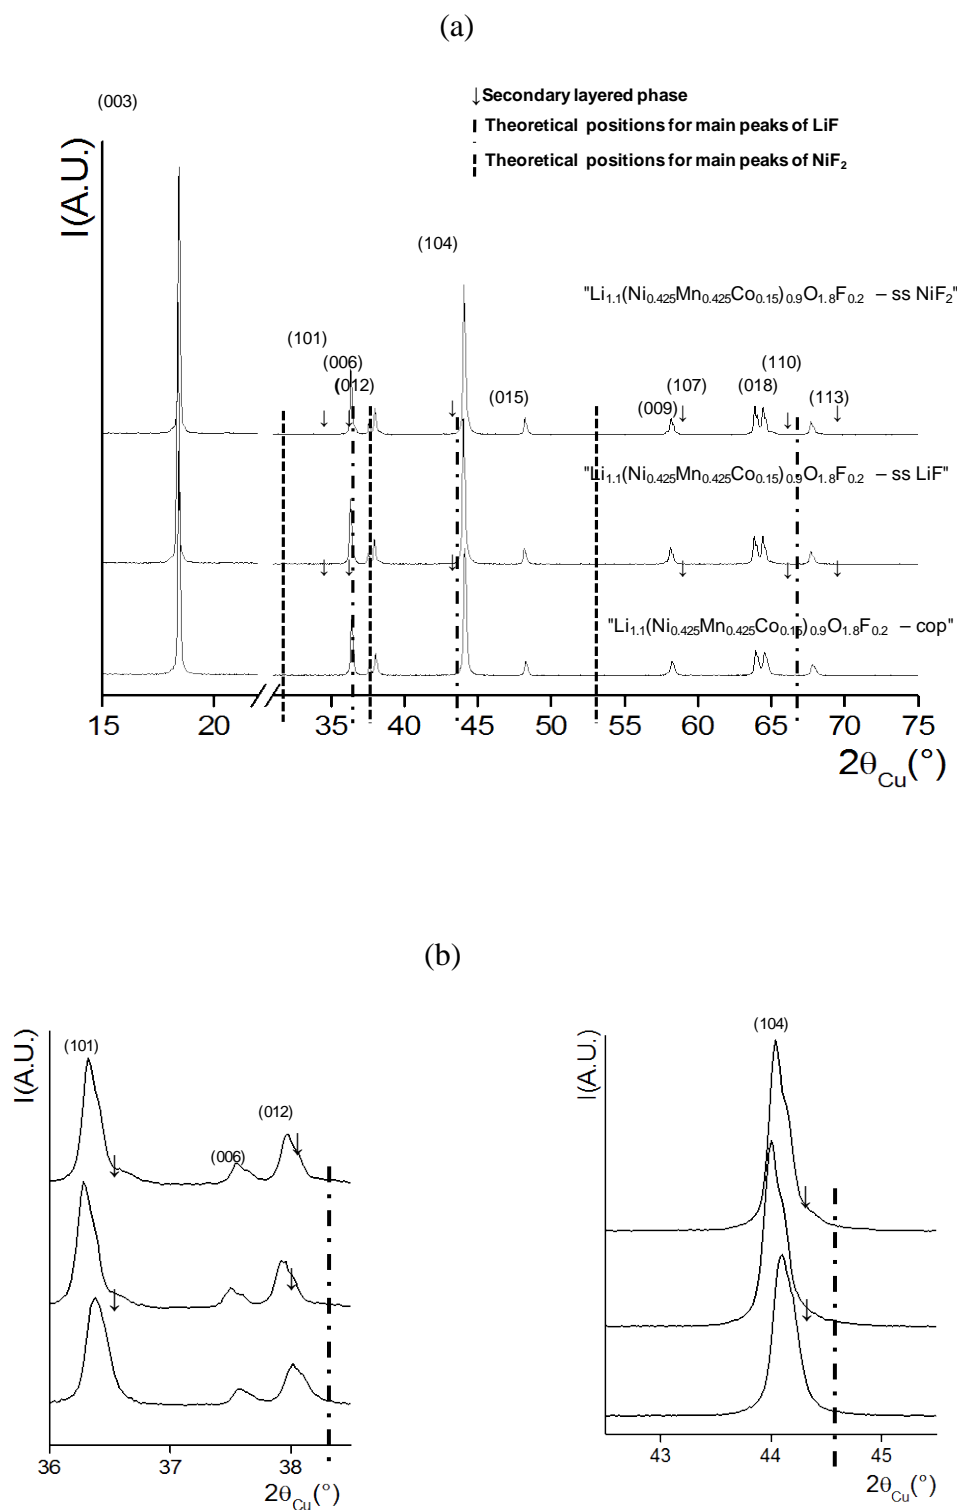 (a)
(003)
↓Secondary layered phase
Theoretical positions for main peaks of LiF
Theoretical positions for main peaks of NiF2
I(A.U.)
(104)
"Li1.1(Ni0.425Mn0.425Co0.15)0.9O1.8F0.2 – ss NiF2"
(101)
(006)
(012)
(015)
(009)
(107)
(018)
(110)
(113)
"Li1.1(Ni0.425Mn0.425Co0.15)0.9O1.8F0.2 – ss LiF"
"Li1.1(Ni0.425Mn0.425Co0.15)0.9O1.8F0.2 – cop"
15 20 35 40 45 50 55 60 65 70 75
2θCu(°)
(b)
I(A.U.)
(101)
(006)
(012)
36 37 38
2θCu(°)
I(A.U.)
(104)
43 44 45
2θCu(°)